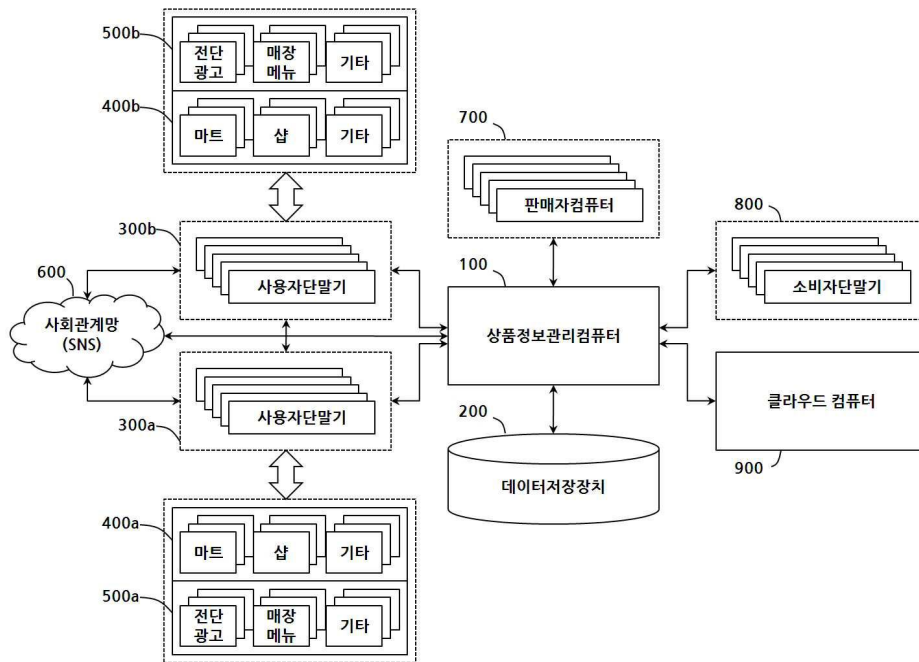 500b
전단
광고
매장
메뉴
기타
400b
마트
샵
기타
700
판매자컴퓨터
300b
사용자단말기
600
사회관계망
(SNS)
100
상품정보관리컴퓨터
800
소비자단말기
사용자단말기
300a
200
데이터저장장치
클라우드 컴퓨터
900
400a
마트
샵
기타
500a
전단
광고
매장
메뉴
기타